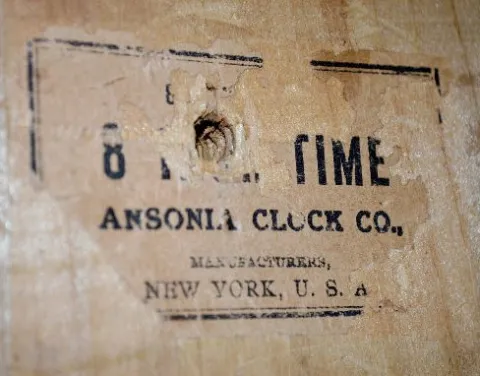 8 TIME
ANSONIA CLOCK CO.,
MANUFACTURERS,
NEW YORK, U. S. A